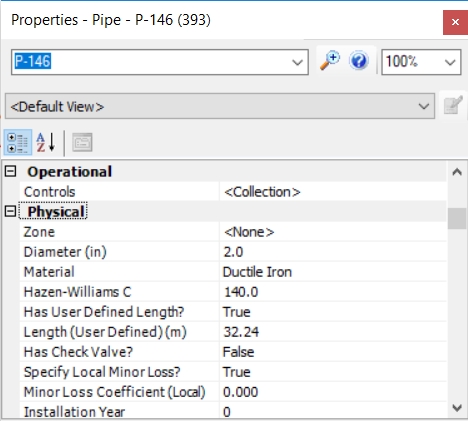 Properties - Pipe - P-146 (393)
P-146 100%
<Default View>
A Z
Operational
Controls <Collection>
Physical
Zone <None>
Diameter (in) 2.0
Material Ductile Iron
Hazen-Williams C 140.0
Has User Defined Length? True
Length (User Defined) (m) 32.24
Has Check Valve? False
Specify Local Minor Loss? True
Minor Loss Coefficient (Local) 0.000
Installation Year 0